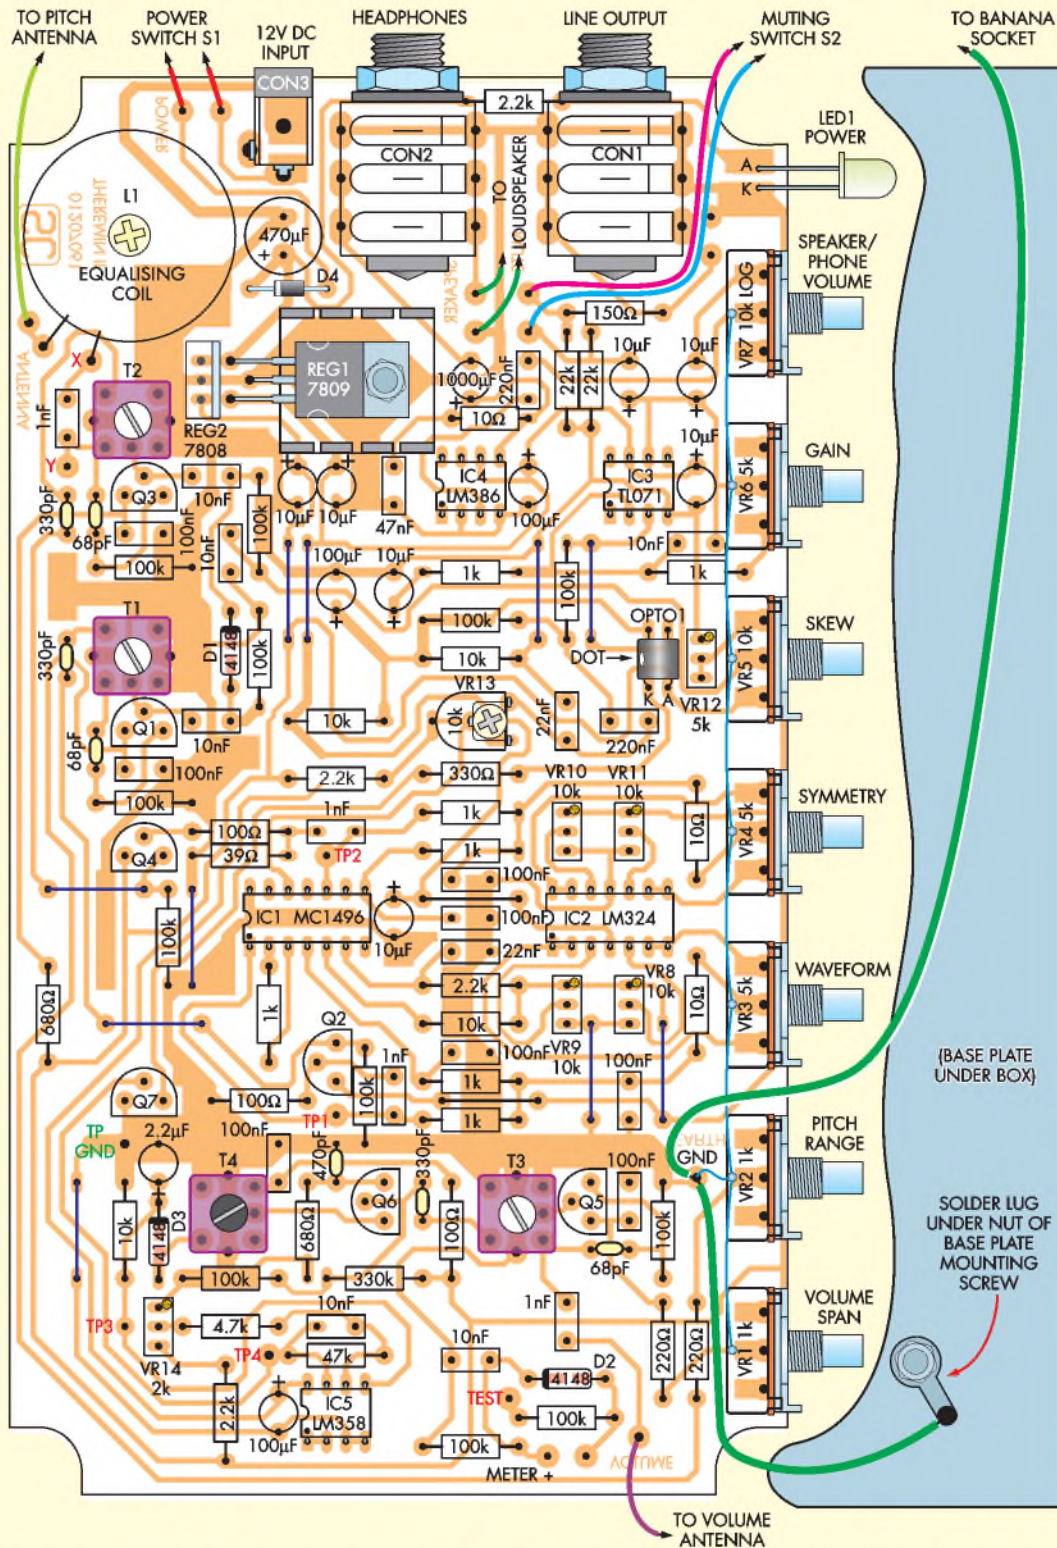 TO PITCH
ANTENNA
POWER
SWITCH S1
12V DC
INPUT
HEADPHONES
LINE OUTPUT
MUTING
SWITCH S2
TO BANANA
SOCKET
CON3
POWER
2.2k
CON2
CON1
TO
LOUDSPEAKER
LED1
POWER
A
K
L1
EQUALISING
COIL
THEREMIN II
01207061
SC
470µF
D4
SPEAKER
SPEAKER/
PHONE
VOLUME
VR7 10k LOG
150Ω
ANTENNA
X
T2
1nF
Y
REG2
7808
REG1
7809
1000µF
220nF
10Ω
22k
22k
10µF
10µF
10µF
GAIN
VR6 5k
330pF
68pF
Q3
10nF
100nF
10nF
100k
100k
10µF
10µF
47nF
IC4
LM386
100µF
IC3
TL071
10nF
1k
100µF
10µF
1k
100k
100k
10k
T1
330pF
D1
4148
100k
OPTO1
DOT
K A
VR12
5k
SKEW
VR5 10k
VR13
10k
22nF
220nF
Q1
10nF
68pF
100nF
100k
10k
2.2k
330Ω
VR10
10k
VR11
10k
10Ω
SYMMETRY
VR4 5k
1nF
1k
1k
100Ω
39Ω
Q4
TP2
100nF
IC1 MC1496
10µF
100nF
IC2 LM324
22nF
100k
680Ω
1k
2.2k
10k
VR8
10k
VR9
10k
10Ω
WAVEFORM
VR3 5k
100nF
100nF
Q2
100k
1nF
1k
1k
(BASE PLATE
UNDER BOX)
Q7
100Ω
TP1
TP
GND
2.2µF
100nF
T4
470pF
330pF
Q6
T3
Q5
100nF
GND
PITCH
RANGE
VR2 1k
10k
4148
D3
680Ω
100Ω
68pF
100k
100k
330k
SOLDER LUG
UNDER NUT OF
BASE PLATE
MOUNTING
SCREW
TP3
VR14
2k
4.7k
10nF
47k
TP4
10nF
1nF
220Ω
220Ω
VOLUME
SPAN
VR1 1k
2.2k
100µF
IC5
LM358
TEST
D2
4148
100k
100k
METER +
VOLUME
TO VOLUME
ANTENNA